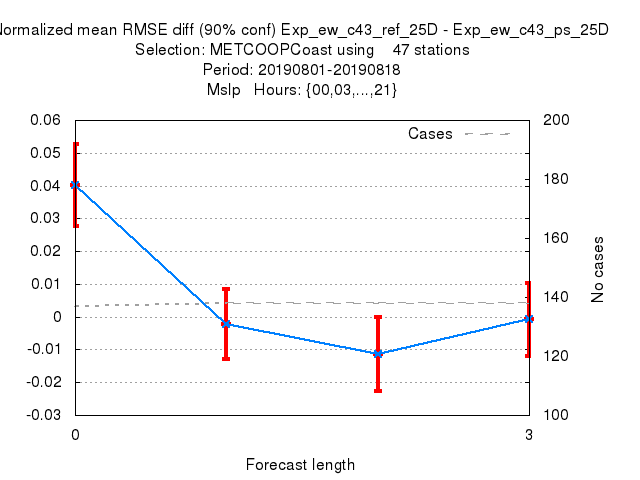 Normalized mean RMSE diff (90% conf) Exp_ew_c43_ref_25D - Exp_ew_c43_ps_25D
Selection: METCOOPCoast using 47 stations
Period: 20190801-20190818
Mslp Hours: {00,03,...,21}
Cases
0.06
0.05
0.04
0.03
0.02
0.01
0
-0.01
-0.02
-0.03
200
180
160
140
120
100
No cases
0
3
Forecast length